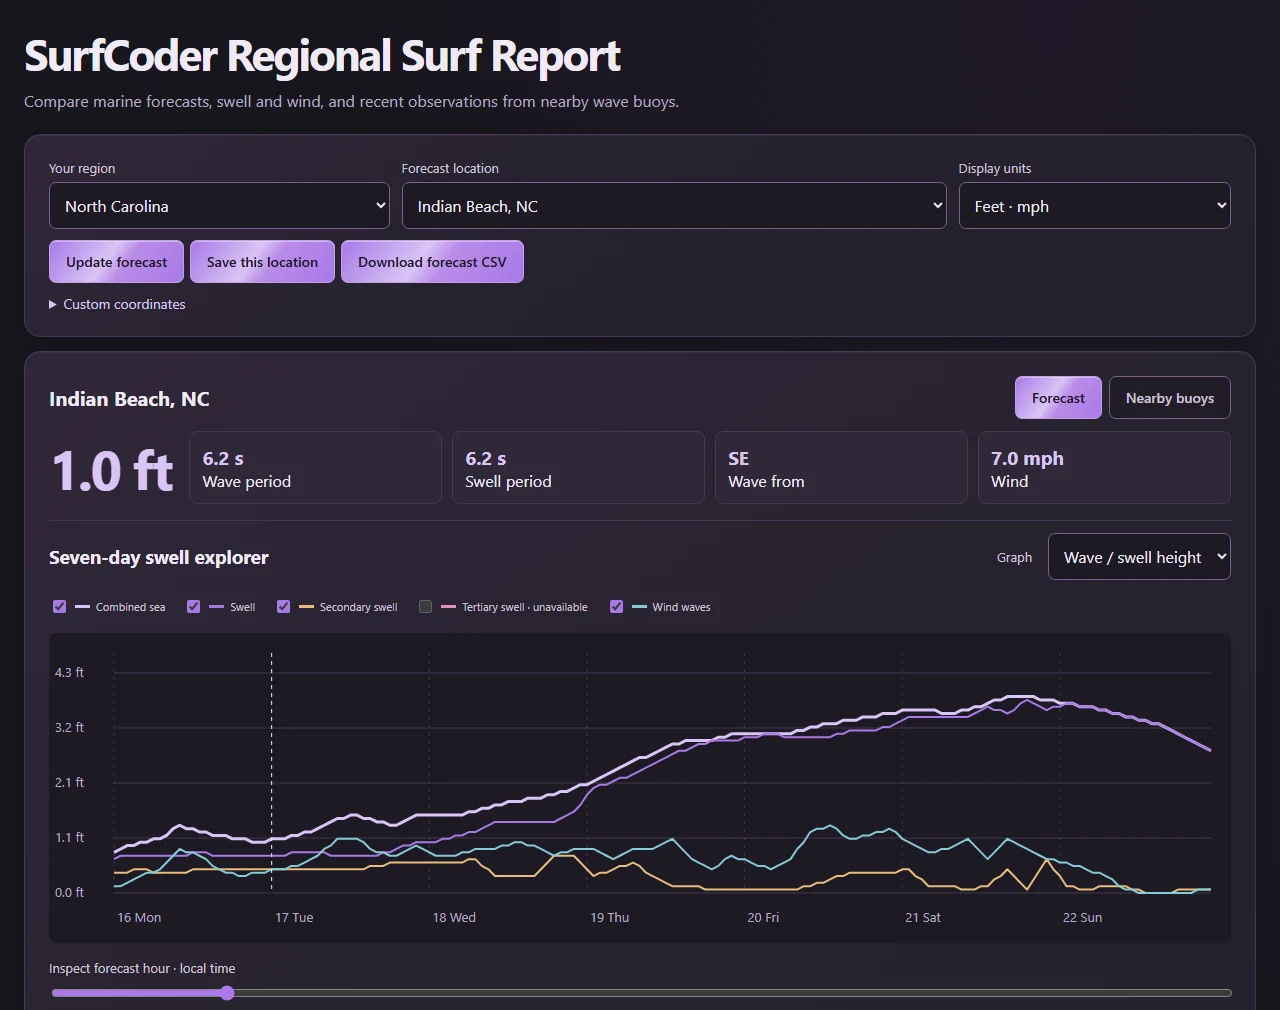 SurfCoder Regional Surf Report
Compare marine forecasts, swell and wind, and recent observations from nearby wave buoys.
Your region
Forecast location
Display units
North Carolina
Indian Beach, NC
Feet · mph
Update forecast
Save this location
Download forecast CSV
Custom coordinates
Indian Beach, NC
Forecast
Nearby buoys
1.0 ft
6.2 s
Wave period
6.2 s
Swell period
SE
Wave from
7.0 mph
Wind
Seven-day swell explorer
Graph
Wave / swell height
Combined sea
Swell
Secondary swell
Tertiary swell · unavailable
Wind waves
4.3 ft
3.2 ft
2.1 ft
1.1 ft
0.0 ft
16 Mon
17 Tue
18 Wed
19 Thu
20 Fri
21 Sat
22 Sun
Inspect forecast hour · local time